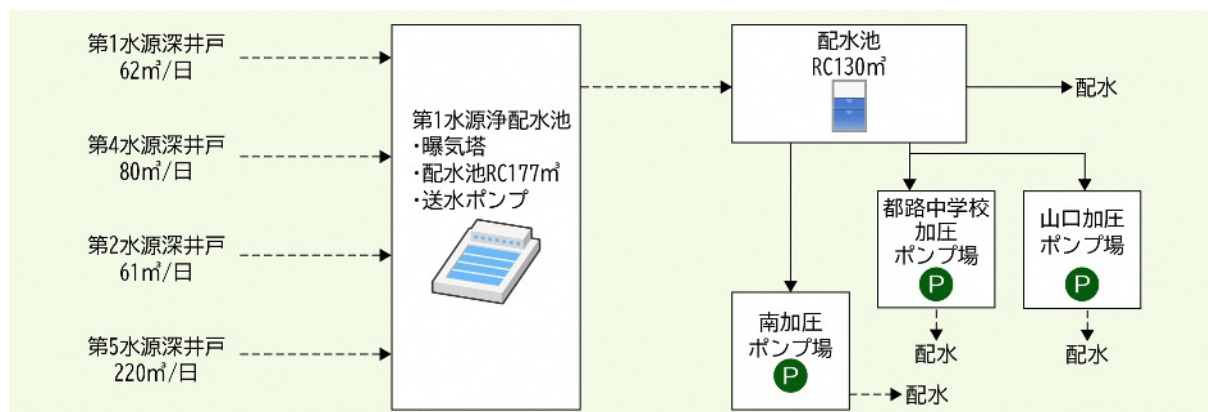 第1水源深井戸
62㎥/日
第4水源深井戸
80㎥/日
第2水源深井戸
61㎥/日
第5水源深井戸
220㎥/日
第1水源浄配水池
・曝気塔
・配水池RC177㎥
・送水ポンプ
配水池
RC130㎥
配水
都路中学校
加圧
ポンプ場
P
配水
山口加圧
ポンプ場
P
配水
南加圧
ポンプ場
P
配水